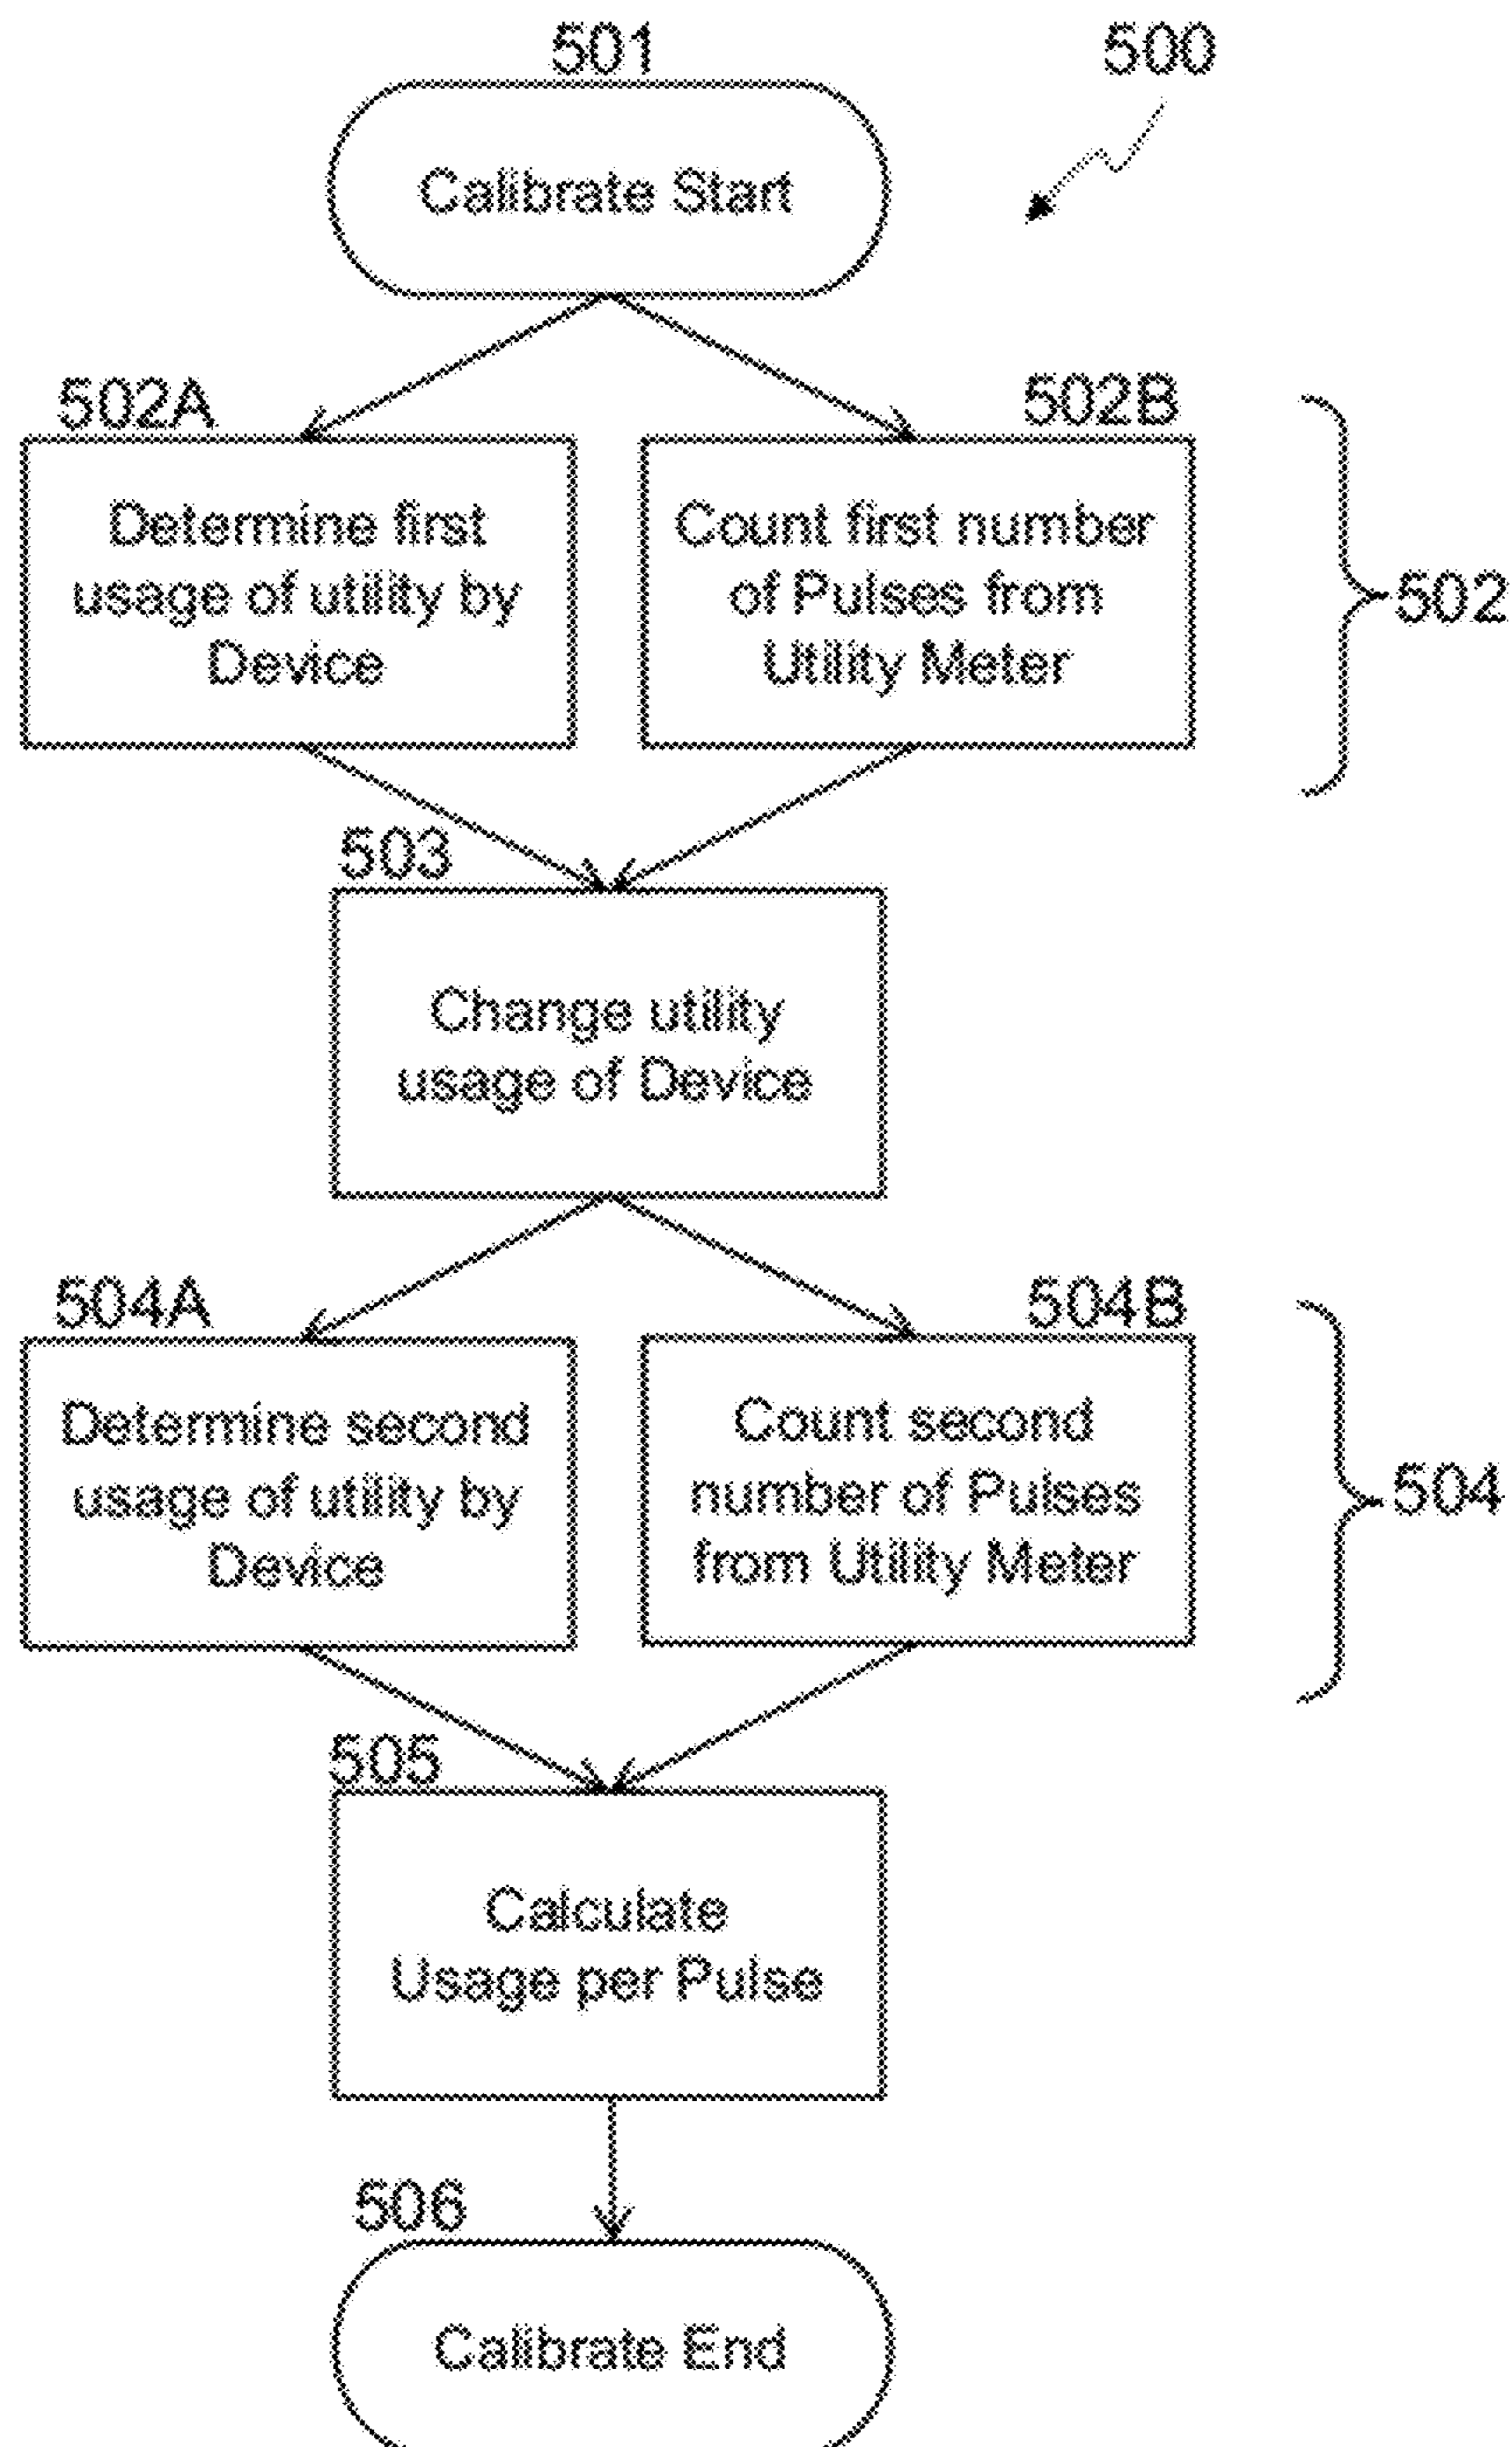 501
500
Calibrate Start
502A
502B
Determine first
usage of utility by
Device
Count first number
of Pulses from
Utility Meter
502
503
Change utility
usage of Device
504A
504B
Determine second
usage of utility by
Device
Count second
number of Pulses
from Utility Meter
504
505
Calculate
Usage per Pulse
506
Calibrate End